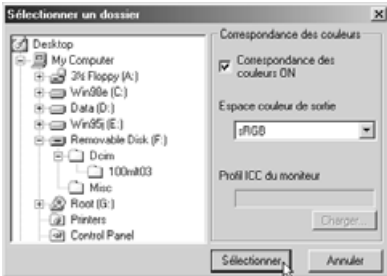 Sélectionner un dossier
Desktop
My Computer
3½ Floppy (A:)
Win98e (C:)
Data (D:)
Win95j (E:)
Removable Disk (F:)
Dcim
100mlt03
Misc
Root (G:)
Printers
Control Panel
Correspondance des couleurs
Correspondance des
couleurs ON
Espace couleur de sortie
sRGB
Profil ICC du moniteur
Charger...
Sélectionner
Annuler